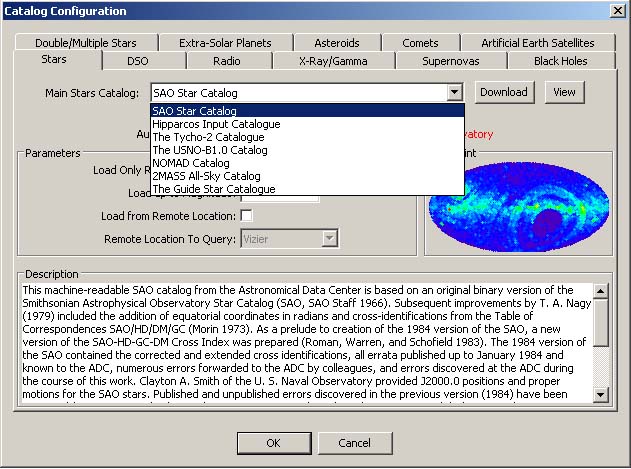 Catalog Configuration
Double/Multiple Stars Extra-Solar Planets Asteroids Comets Artificial Earth Satellites
Stars DSO Radio X-Ray/Gamma Supernovas Black Holes
Main Stars Catalog: SAO Star Catalog Download View
SAO Star Catalog
Hipparcos Input Catalogue
The Tycho-2 Catalogue
The USNO-B1.0 Catalog
NOMAD Catalog
2MASS All-Sky Catalog
The Guide Star Catalogue
Parameters
Load Only
Load from Remote Location:
Remote Location To Query: Vizier
Description
This machine-readable SAO catalog from the Astronomical Data Center is based on an original binary version of the
Smithsonian Astrophysical Observatory Star Catalog (SAO, SAO Staff 1966). Subsequent improvements by T. A. Nagy
(1979) included the addition of equatorial coordinates in radians and cross-identifications from the Table of
Correspondences SAO/HD/DM/GC (Morin 1973). As a prelude to creation of the 1984 version of the SAO, a new
version of the SAO-HD-GC-DM Cross Index was prepared (Roman, Warren, and Schofield 1983). The 1984 version of
the SAO contained the corrected and extended cross identifications, all errata published up to January 1984 and
known to the ADC, numerous errors forwarded to the ADC by colleagues, and errors discovered at the ADC during
the course of this work. Clayton A. Smith of the U. S. Naval Observatory provided J2000.0 positions and proper
motions for the SAO stars. Published and unpublished errors discovered in the previous version (1984) have been
OK Cancel